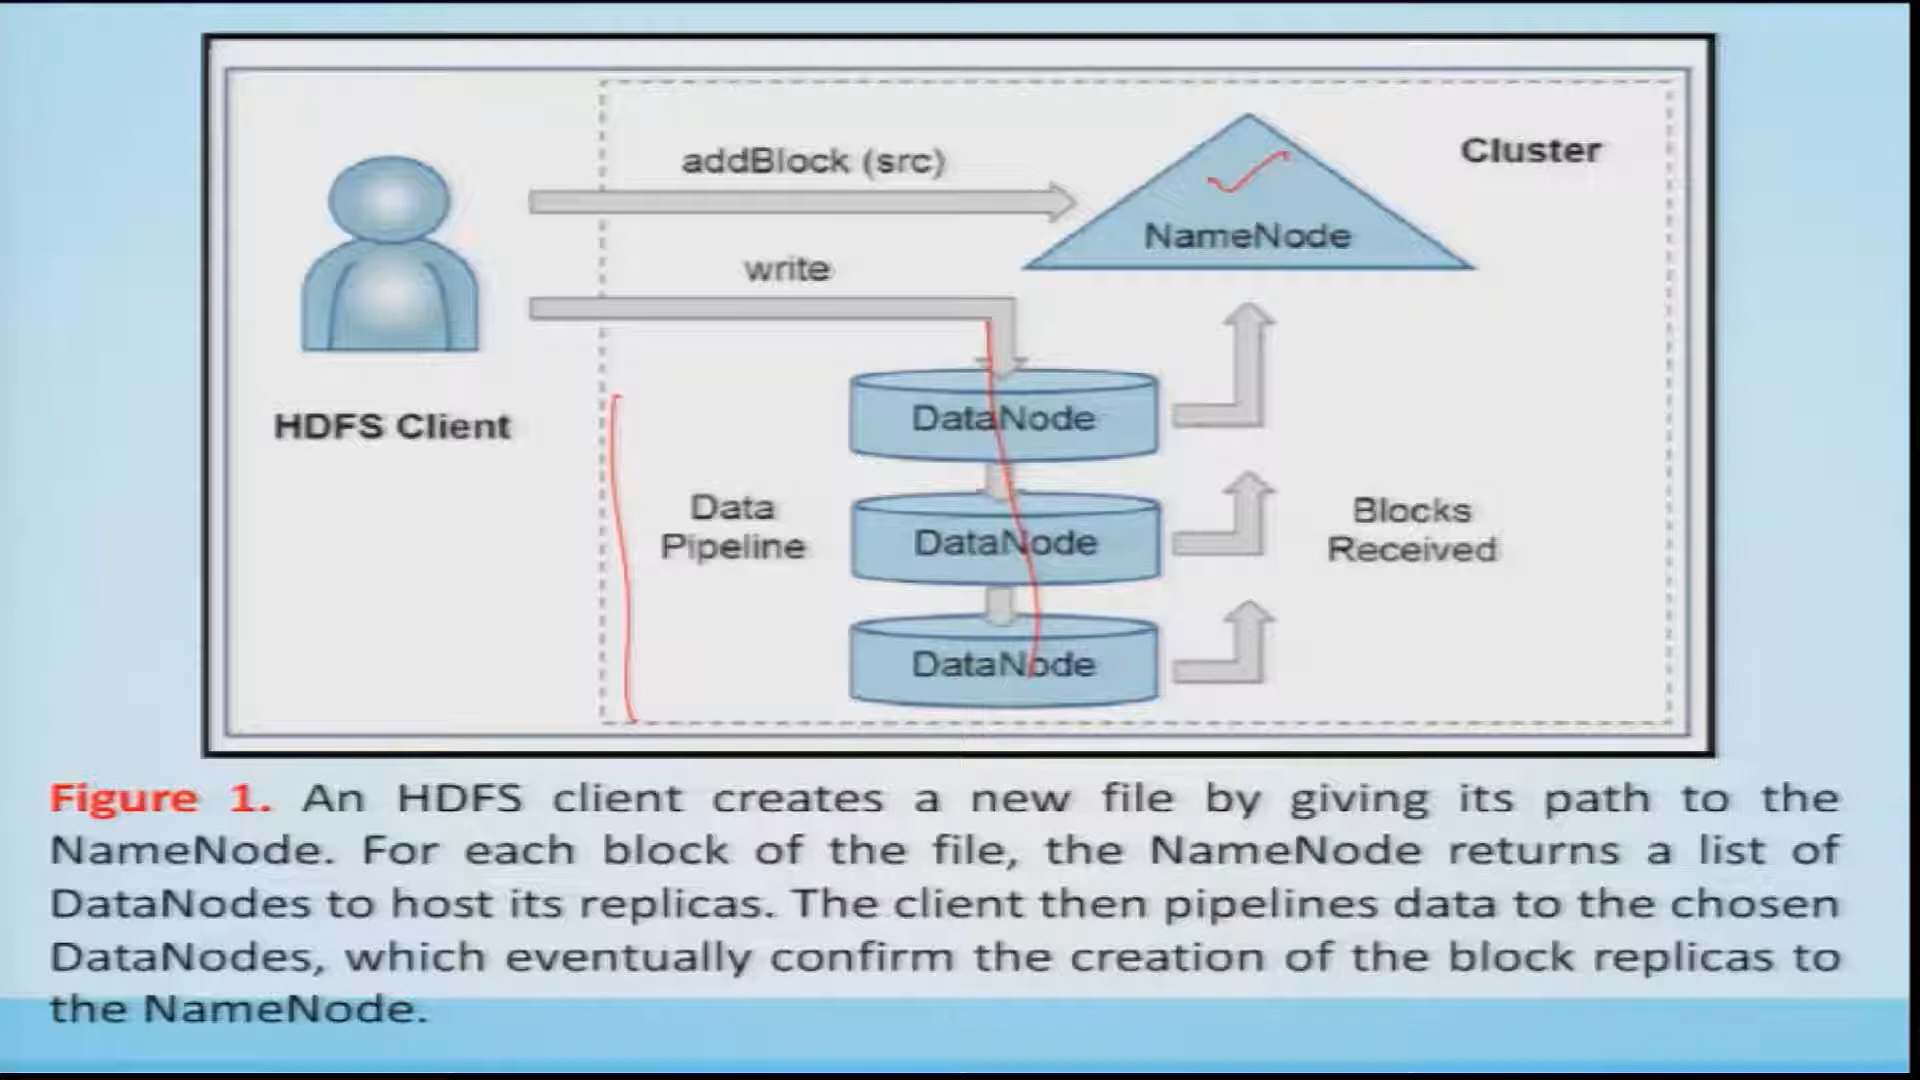 addBlock (src)
Cluster
NameNode
write
HDFS Client
DataNode
Data
Pipeline
DataNode
Blocks
Received
DataNode
Figure 1. An HDFS client creates a new file by giving its path to the
NameNode. For each block of the file, the NameNode returns a list of
DataNodes to host its replicas. The client then pipelines data to the chosen
DataNodes, which eventually confirm the creation of the block replicas to
the NameNode.